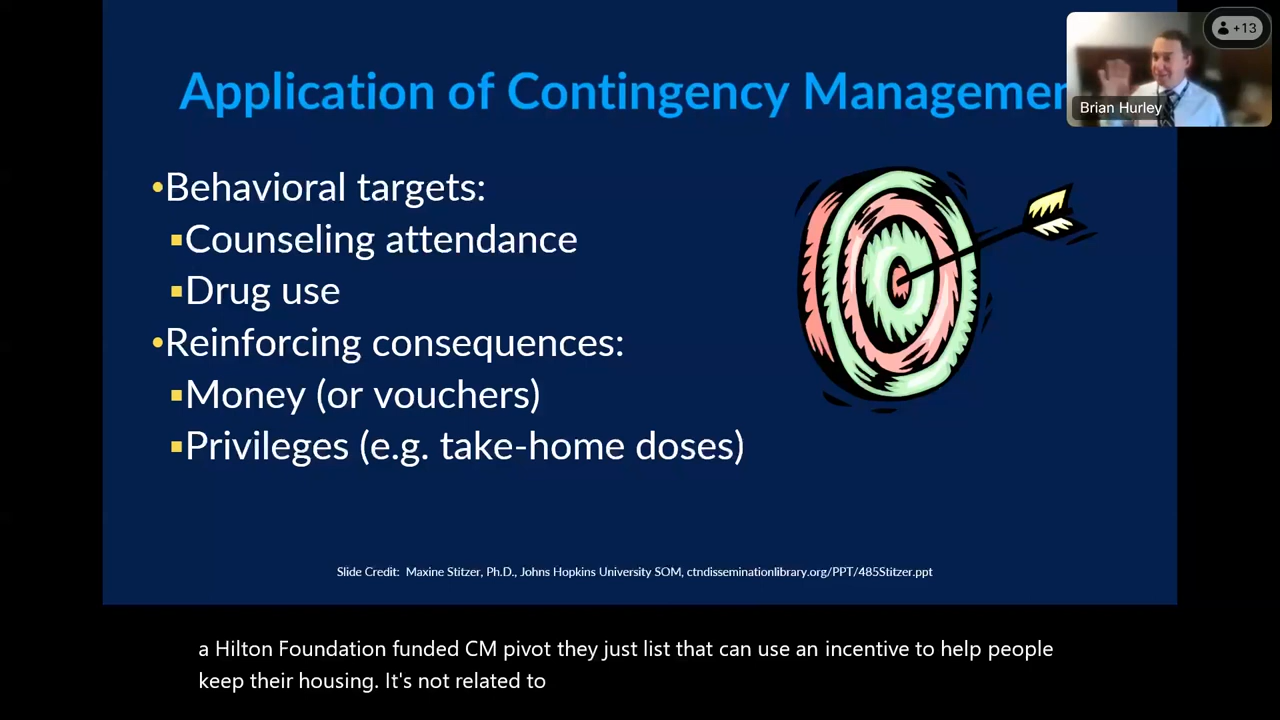 Application of Contingency Managemen
+13
Brian Hurley
•Behavioral targets:
▪Counseling attendance
▪Drug use
•Reinforcing consequences:
▪Money (or vouchers)
▪Privileges (e.g. take-home doses)
Slide Credit: Maxine Stitzer, Ph.D., Johns Hopkins University SOM, ctndisseminationlibrary.org/PPT/485Stitzer.ppt
a Hilton Foundation funded CM pivot they just list that can use an incentive to help people
keep their housing. It's not related to